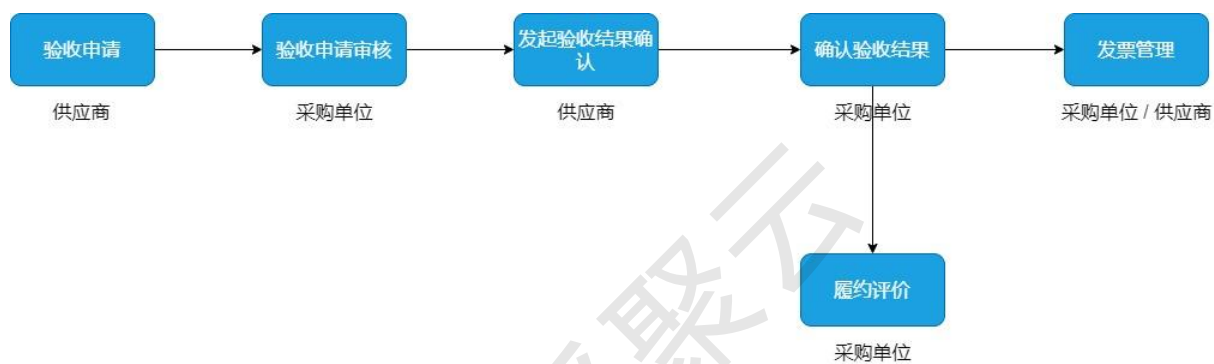 验收申请
验收申请审核
发起验收结果确
认
确认验收结果
发票管理
供应商
采购单位
供应商
采购单位
采购单位 / 供应商
履约评价
采购单位
聚云